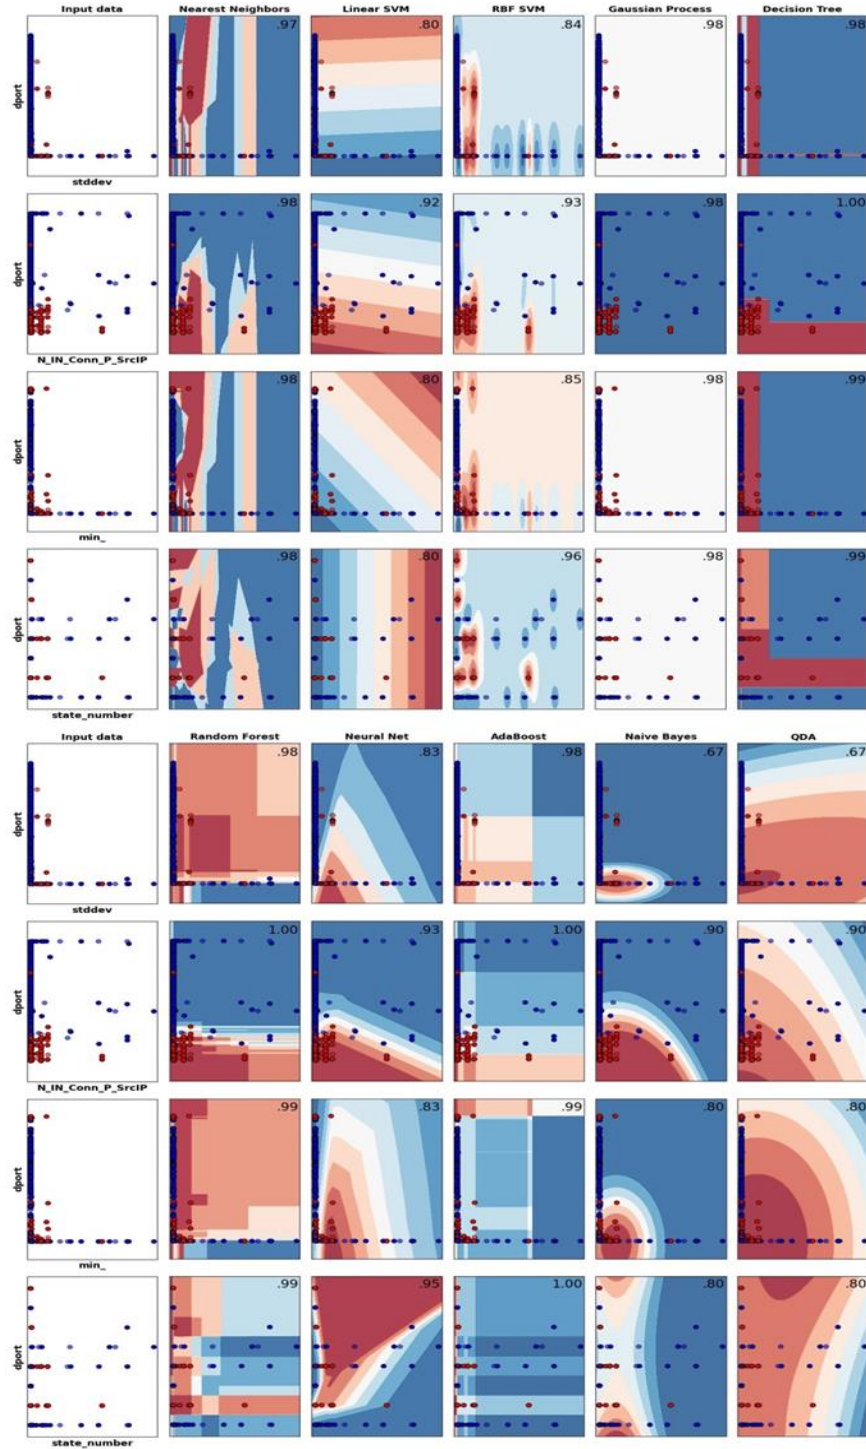 Input data Nearest Neighbors Linear SVM RBF SVM Gaussian Process Decision Tree
.97 .80 .84 .98 .98
dport
stddev
.98 .92 .93 .98 1.00
dport
N_IN_Conn_P_SrcIP
.98 .80 .85 .98 .99
dport
min_
.98 .80 .96 .98 .99
dport
state_number
Input data Random Forest Neural Net AdaBoost Naive Bayes QDA
.98 .83 .98 .67 .67
dport
stddev
1.00 .93 1.00 .90 .90
dport
N_IN_Conn_P_SrcIP
.99 .83 .99 .80 .80
dport
min_
.99 .95 1.00 .80 .80
dport
state_number